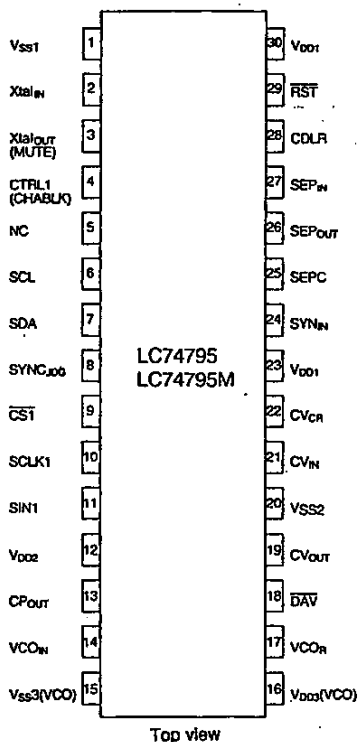 VSS1 1 30 VDD1
XtalIN 2 29 RST
XtalOUT 3 28 CDLR
(MUTE)
CTRL1 4 27 SEPIN
(CHABLK)
NC 5 26 SEPOUT
SCL 6 25 SEPC
SDA 7 24 SYNIN
SYNCJDG 8 23 VDD1
LC74795
LC74795M
CS1 9 22 CVCR
SCLK1 10 21 CVIN
SIN1 11 20 VSS2
VDD2 12 19 CVOUT
CPOUT 13 18 DAV
VCOIN 14 17 VCOR
VSS3(VCO) 15 16 VDD3(VCO)
Top view